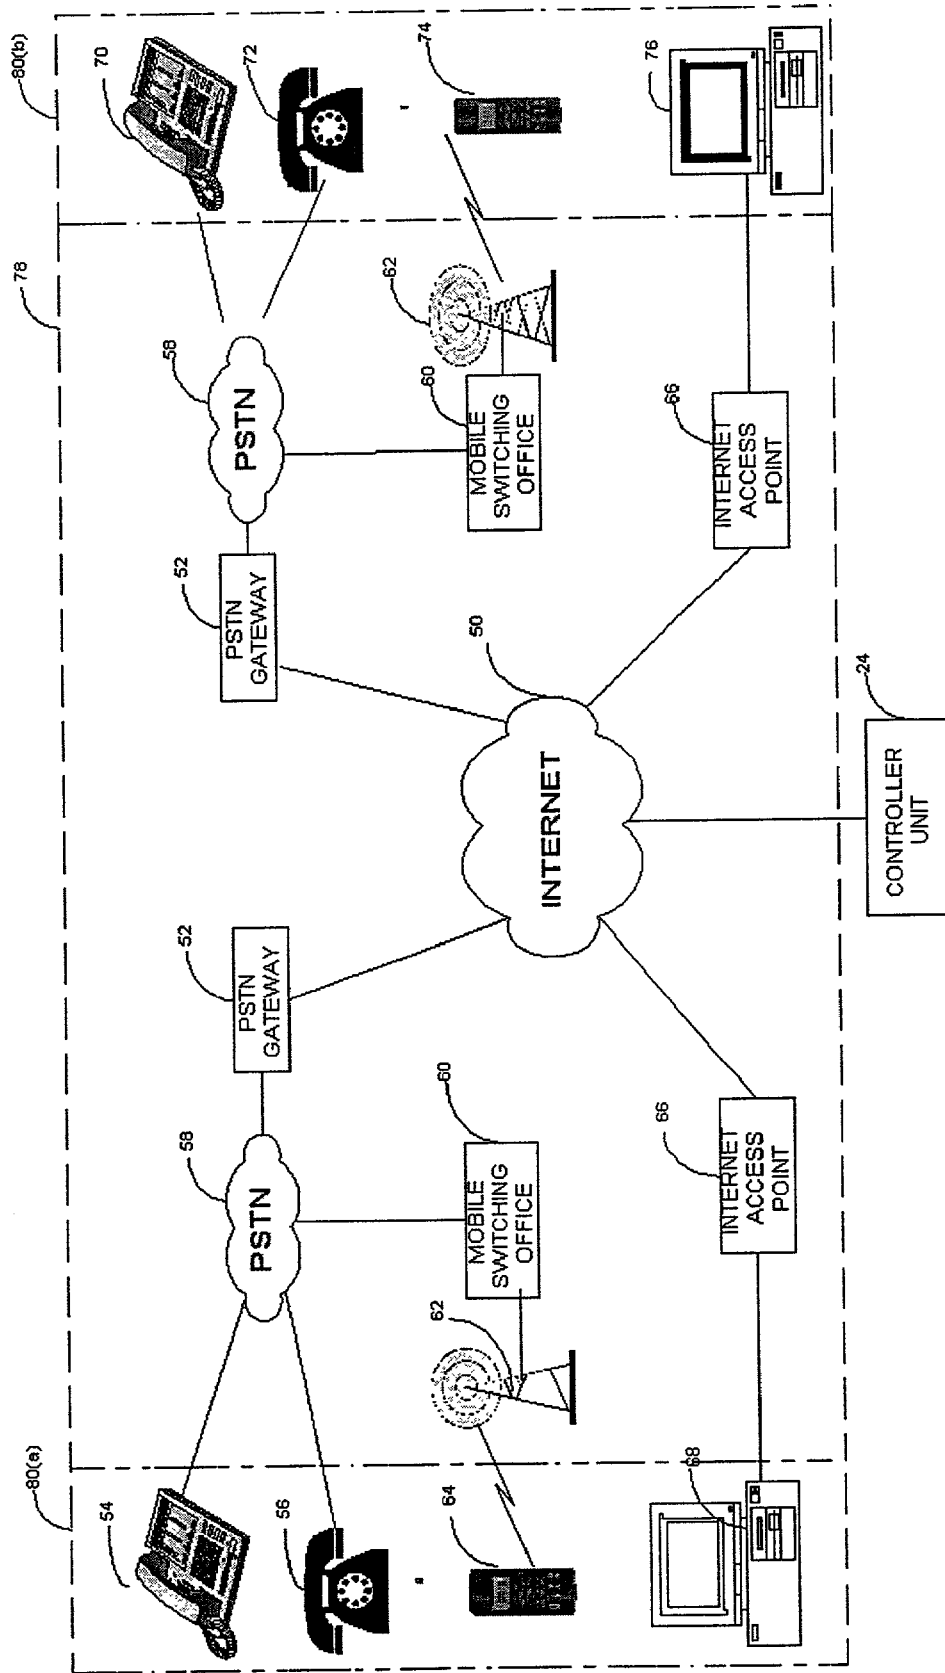 80(a)
78
80(b)
54
58
52
52
58
70
PSTN
PSTN
GATEWAY
PSTN
GATEWAY
PSTN
56
72
64
62
60
50
60
62
74
MOBILE
SWITCHING
OFFICE
INTERNET
MOBILE
SWITCHING
OFFICE
68
66
66
76
INTERNET
ACCESS
POINT
INTERNET
ACCESS
POINT
24
CONTROLLER
UNIT